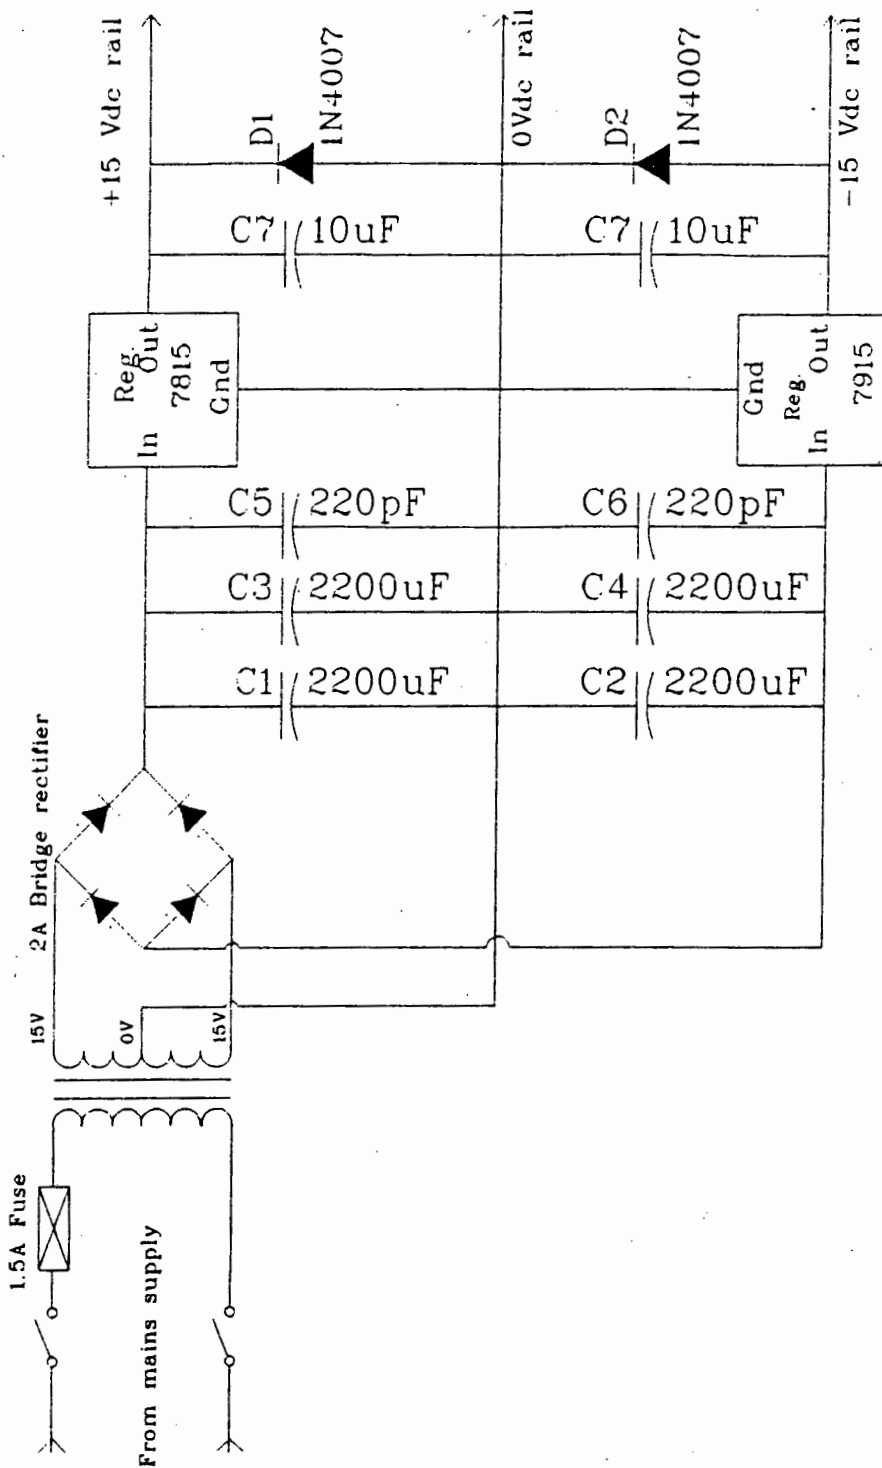 1.5A Fuse
From mains supply
15V
0V
15V
2A Bridge rectifier
C1
2200uF
C2
2200uF
C3
2200uF
C4
2200uF
C5
220pF
C6
220pF
Reg.
In
Out
7815
Gnd
Gnd
Reg.
In
Out
7915
C7
10uF
C7
10uF
D1
1N4007
D2
1N4007
+15 Vdc rail
0Vdc rail
-15 Vdc rail